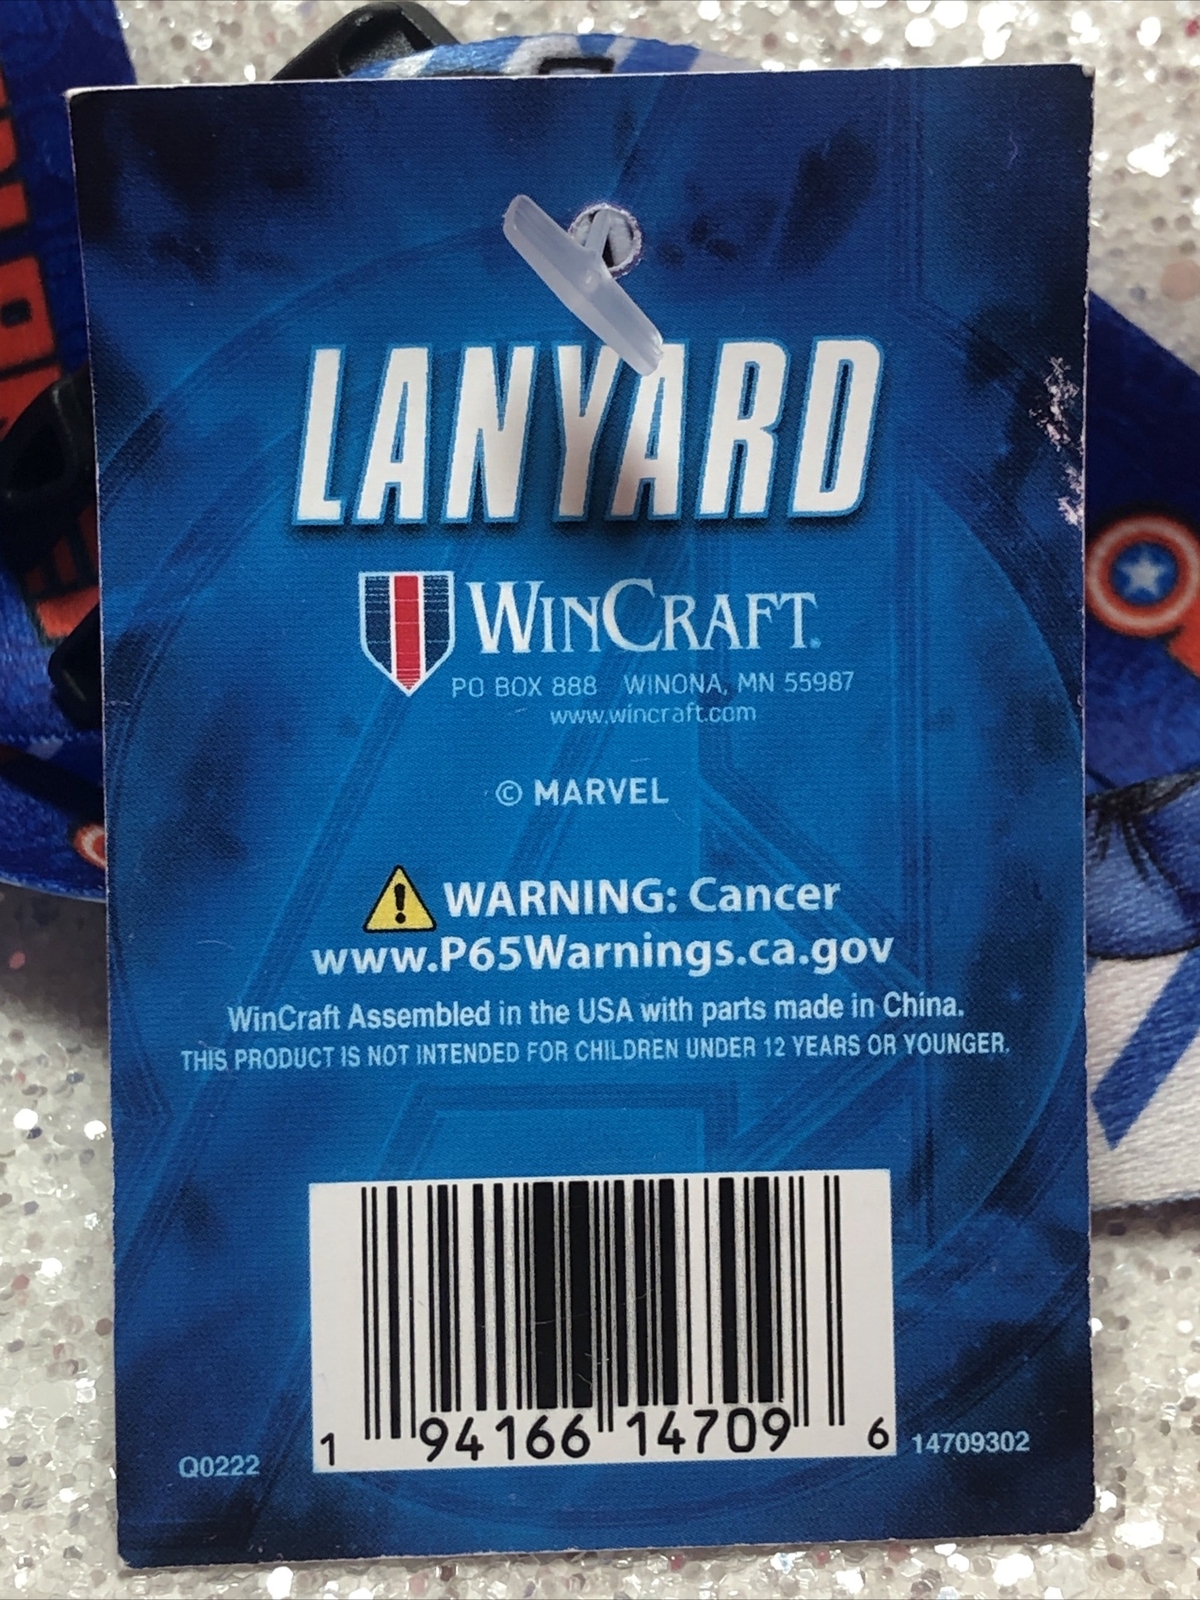 LANYARD
WINCRAFT.
PO BOX 888 WINONA, MN 55987
www.wincraft.com
© MARVEL
WARNING: Cancer
www.P65Warnings.ca.gov
WinCraft Assembled in the USA with parts made in China.
THIS PRODUCT IS NOT INTENDED FOR CHILDREN UNDER 12 YEARS OR YOUNGER.
1 94166 14709 6
Q0222
14709302